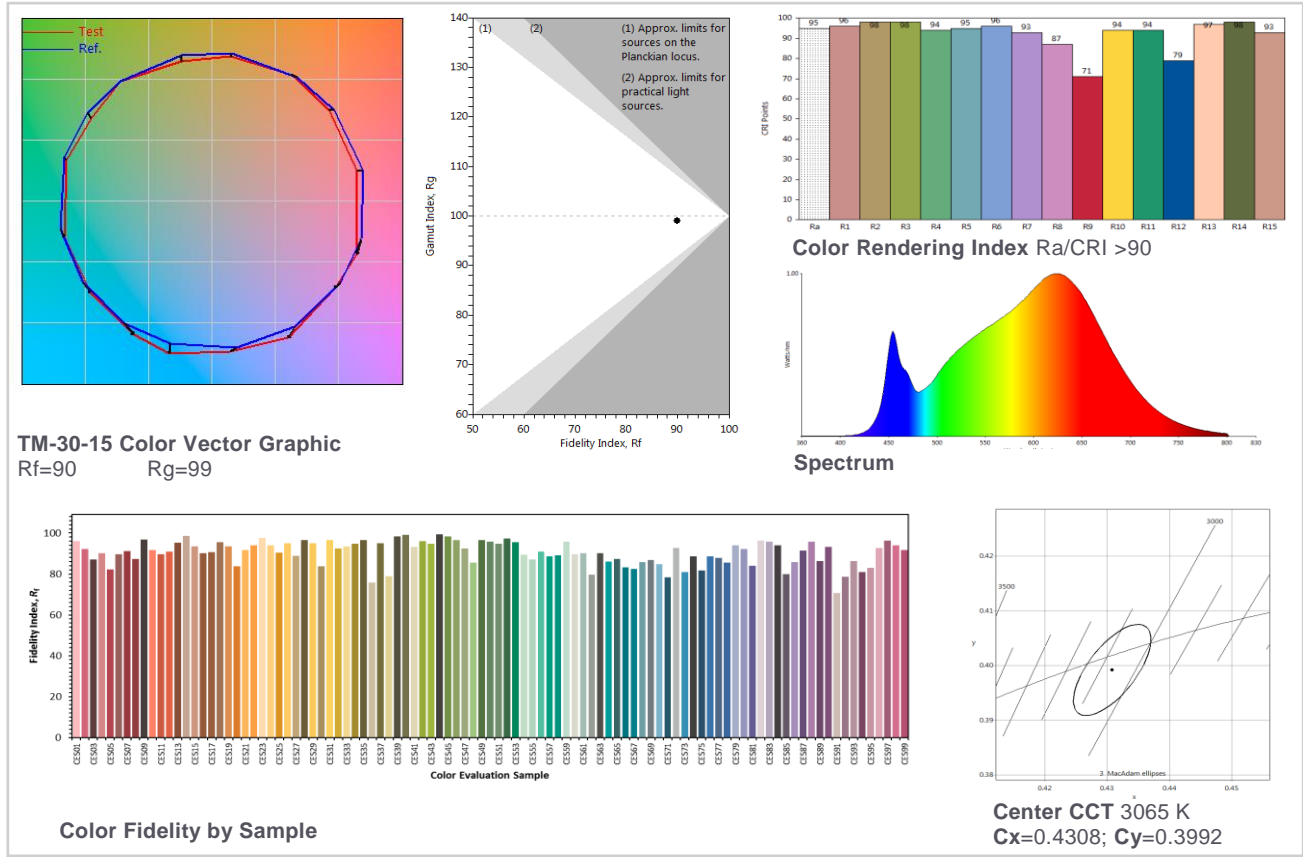 Test
Ref.
TM-30-15 Color Vector Graphic
Rf=90 Rg=99
140
130
120
110
100
90
80
70
60
Gamut Index, Rg
(1)
(2)
(1) Approx. limits for
sources on the
Planckian locus.
(2) Approx. limits for
practical light
sources.
50 60 70 80 90 100
Fidelity Index, Rf
100
90
80
70
60
50
40
30
20
10
0
CRI Points
95 96 98 98 94 95 96 93 87 71 94 94 79 97 98 93
Ra R1 R2 R3 R4 R5 R6 R7 R8 R9 R10 R11 R12 R13 R14 R15
Color Rendering Index Ra/CRI >90
1.00
Watts/nm
0.00
360 400 450 500 550 600 650 700 750 800 830
Spectrum
100
80
60
40
20
0
Fidelity Index, Rf
CES01 CES03 CES05 CES07 CES09 CES11 CES13 CES15 CES17 CES19 CES21 CES23 CES25 CES27 CES29 CES31 CES33 CES35 CES37 CES39 CES41 CES43 CES45 CES47 CES49 CES51 CES53 CES55 CES57 CES59 CES61 CES63 CES65 CES67 CES69 CES71 CES73 CES75 CES77 CES79 CES81 CES83 CES85 CES87 CES89 CES91 CES93 CES95 CES97 CES99
Color Evaluation Sample
Color Fidelity by Sample
3000
3500
0.42
0.41
0.40
0.39
0.38
y
3 MacAdam ellipses
0.42 0.43 0.44 0.45
x
Center CCT 3065 K
Cx=0.4308; Cy=0.3992